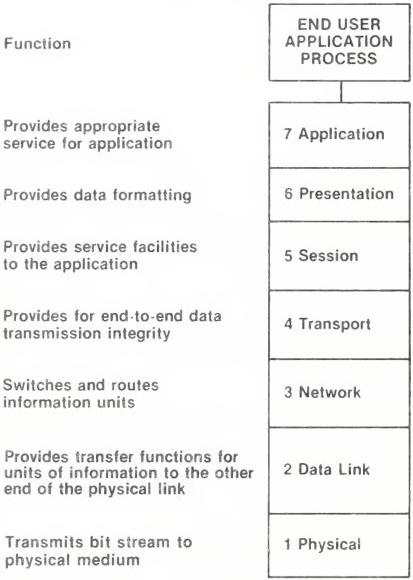 Function
END USER
APPLICATION
PROCESS
Provides appropriate
service for application
7 Application
Provides data formatting
6 Presentation
Provides service facilities
to the application
5 Session
Provides for end-to-end data
transmission integrity
4 Transport
Switches and routes
information units
3 Network
Provides transfer functions for
units of information to the other
end of the physical link
2 Data Link
Transmits bit stream to
physical medium
1 Physical